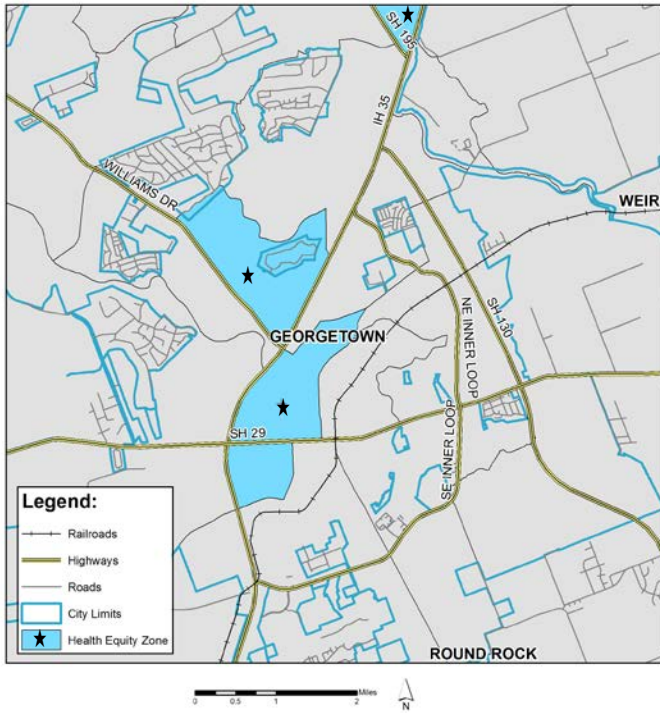 SH 195
IH 35
WILLIAMS DR
WEIR
SH 130
NE INNER LOOP
GEORGETOWN
SH 29
SE INNER LOOP
Legend:
Railroads
Highways
Roads
City Limits
Health Equity Zone
ROUND ROCK
Miles
0 0.5 1 2
N